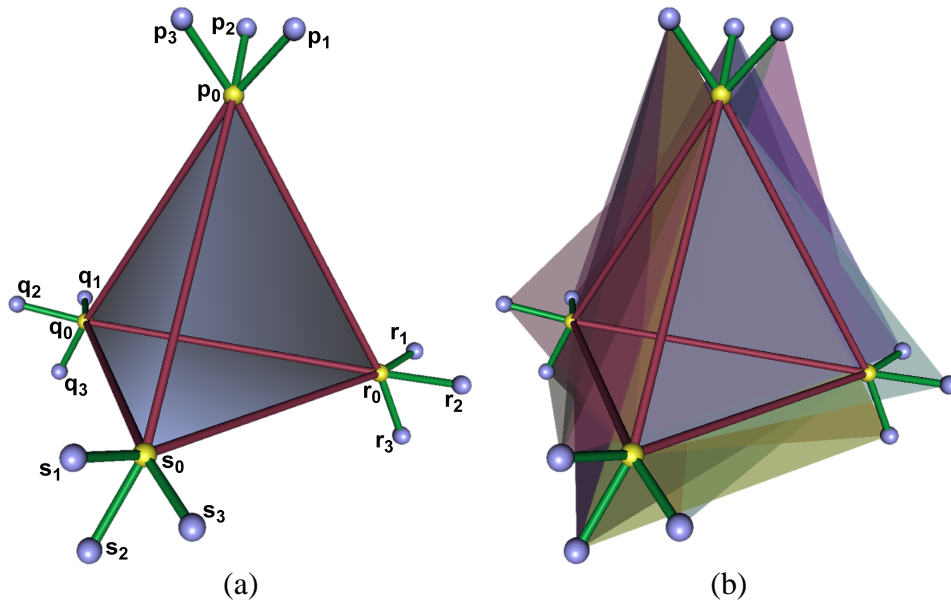 p₃ p₂ p₁
p₀
q₂ q₁
q₀
q₃
r₁
r₀ r₂
r₃
s₁ s₀
s₃
s₂
(a) (b)